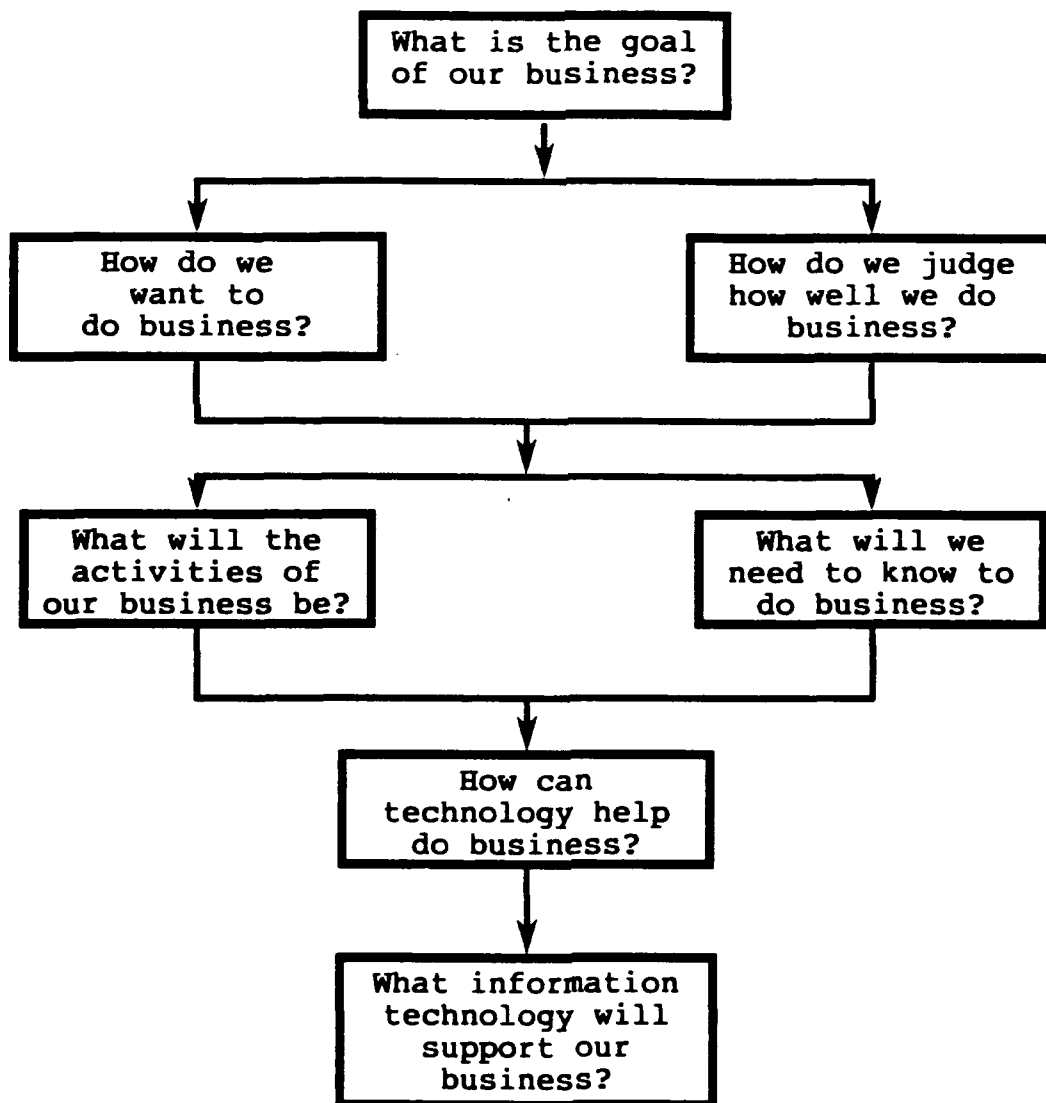 What is the goal
of our business?
How do we
want to
do business?
How do we judge
how well we do
business?
What will the
activities of
our business be?
What will we
need to know to
do business?
How can
technology help
do business?
What information
technology will
support our
business?